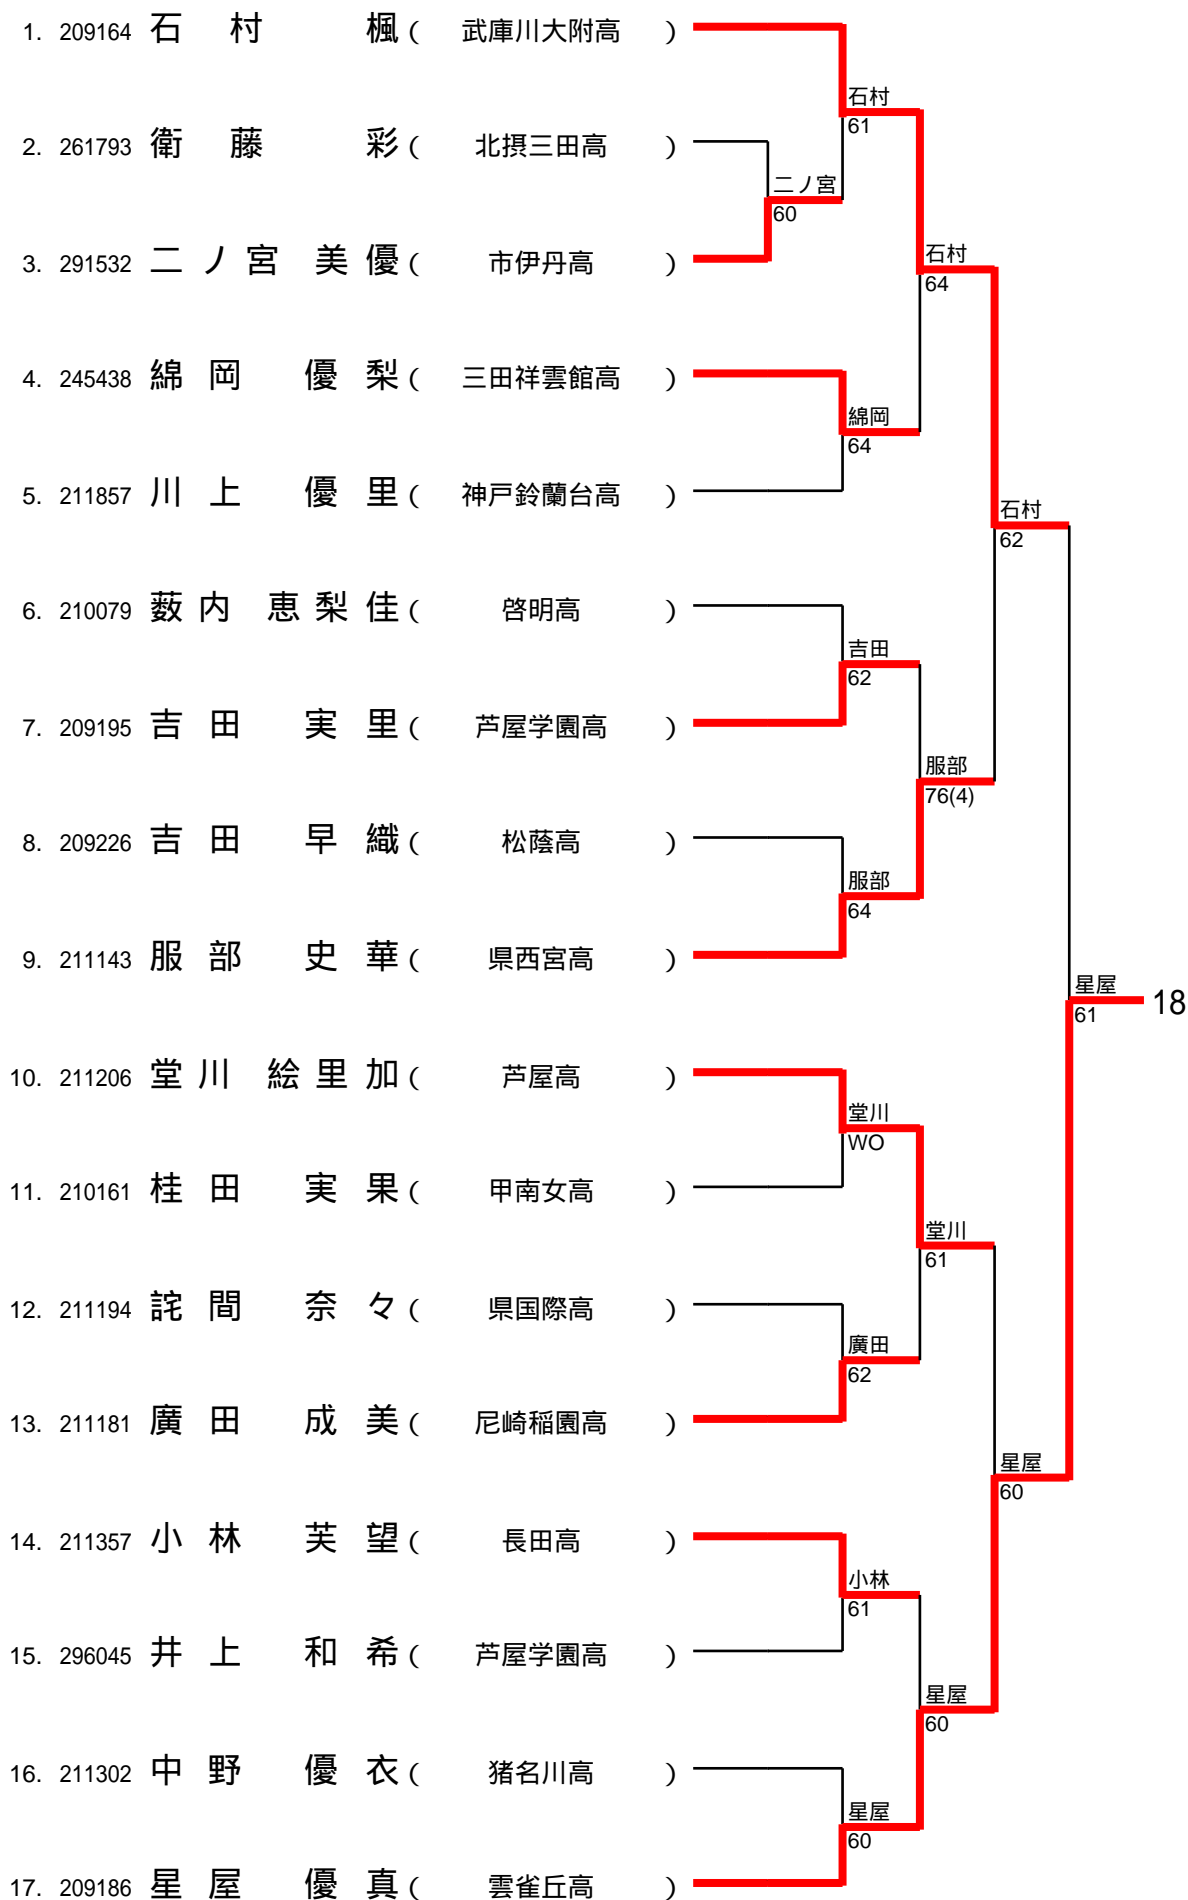 1. 209164 石村 楓 ( 武庫川大附高 )
石村
61
2. 261793 衛藤 彩 ( 北摂三田高 )
二ノ宮
60
3. 291532 二ノ宮 美優 ( 市伊丹高 )
石村
64
4. 245438 綿岡 優梨 ( 三田祥雲館高 )
綿岡
64
5. 211857 川上 優里 ( 神戸鈴蘭台高 )
石村
62
6. 210079 薮内 恵梨佳 ( 啓明高 )
吉田
62
7. 209195 吉田 実里 ( 芦屋学園高 )
服部
76(4)
8. 209226 吉田 早織 ( 松蔭高 )
服部
64
9. 211143 服部 史華 ( 県西宮高 )
星屋
61
18
10. 211206 堂川 絵里加 ( 芦屋高 )
堂川
WO
11. 210161 桂田 実果 ( 甲南女高 )
堂川
61
12. 211194 詫間 奈々 ( 県国際高 )
廣田
62
13. 211181 廣田 成美 ( 尼崎稲園高 )
星屋
60
14. 211357 小林 芙望 ( 長田高 )
小林
61
15. 296045 井上 和希 ( 芦屋学園高 )
星屋
60
16. 211302 中野 優衣 ( 猪名川高 )
星屋
60
17. 209186 星屋 優真 ( 雲雀丘高 )